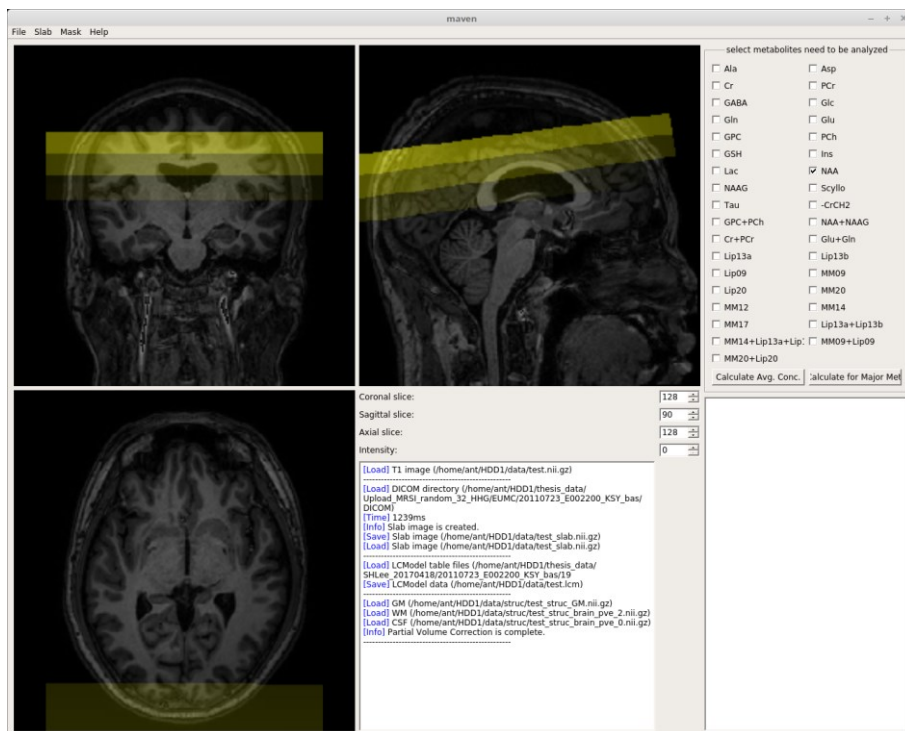 maven
File Slab Mask Help
select metabolites need to be analyzed
Ala Asp
Cr PCr
GABA Glc
Gln Glu
GPC PCh
GSH Ins
Lac NAA
NAAG Scyllo
Tau -CrCH2
GPC+PCh NAA+NAAG
Cr+PCr Glu+Gln
Lip13a Lip13b
Lip09 MM09
Lip20 MM20
MM12 MM14
MM17 Lip13a+Lip13b
MM14+Lip13a+Lip: MM09+Lip09
MM20+Lip20
Calculate Avg. Conc. alculate for Major Met
Coronal slice: 128
Sagittal slice: 90
Axial slice: 128
Intensity: 0
[Load] T1 image (/home/ant/HDD1/data/test.nii.gz)
--------------------------------------------------
[Load] DICOM directory (/home/ant/HDD1/thesis_data/
Upload_MRSI_random_32_HHG/EUMC/20110723_E002200_KSY_bas/
DICOM)
[Time] 1239ms
[Info] Slab image is created.
[Save] Slab image (/home/ant/HDD1/data/test_slab.nii.gz)
[Load] Slab image (/home/ant/HDD1/data/test_slab.nii.gz)
--------------------------------------------------
[Load] LCModel table files (/home/ant/HDD1/thesis_data/
SHLee_20170418/20110723_E002200_KSY_bas/19
[Save] LCModel data (/home/ant/HDD1/data/test.lcm)
--------------------------------------------------
[Load] GM (/home/ant/HDD1/data/struc/test_struc_GM.nii.gz)
[Load] WM (/home/ant/HDD1/data/struc/test_struc_brain_pve_2.nii.gz)
[Load] CSF (/home/ant/HDD1/data/struc/test_struc_brain_pve_0.nii.gz)
[Info] Partial Volume Correction is complete.
--------------------------------------------------